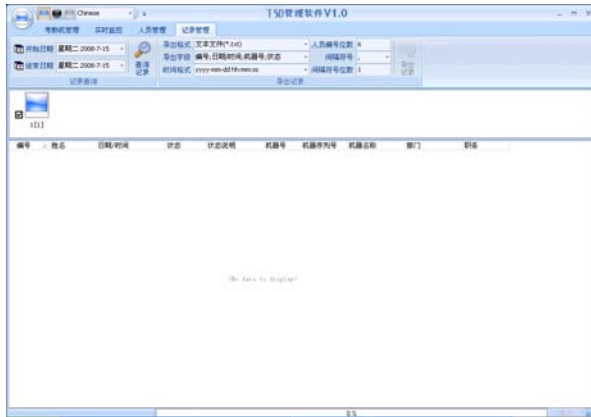 Chinese
TSD管理软件V1.0
考勤机管理 实时监控 人员管理 记录管理
开始日期 星期二 2008-7-15
结束日期 星期二 2008-7-15
查询记录
记录查询
导出格式 文本文件(*.txt)
导出字段 编号;日期/时间;机器号;状态
时间格式 yyyy-mm-dd hh:mm:ss
人员编号位数 6
间隔符号 ,
间隔符号位数 1
导出记录
导出记录
1[1]
编号 姓名 日期/时间 状态 状态说明 机器号 机器序列号 机器名称 部门 职务
<No data to display>
0 %